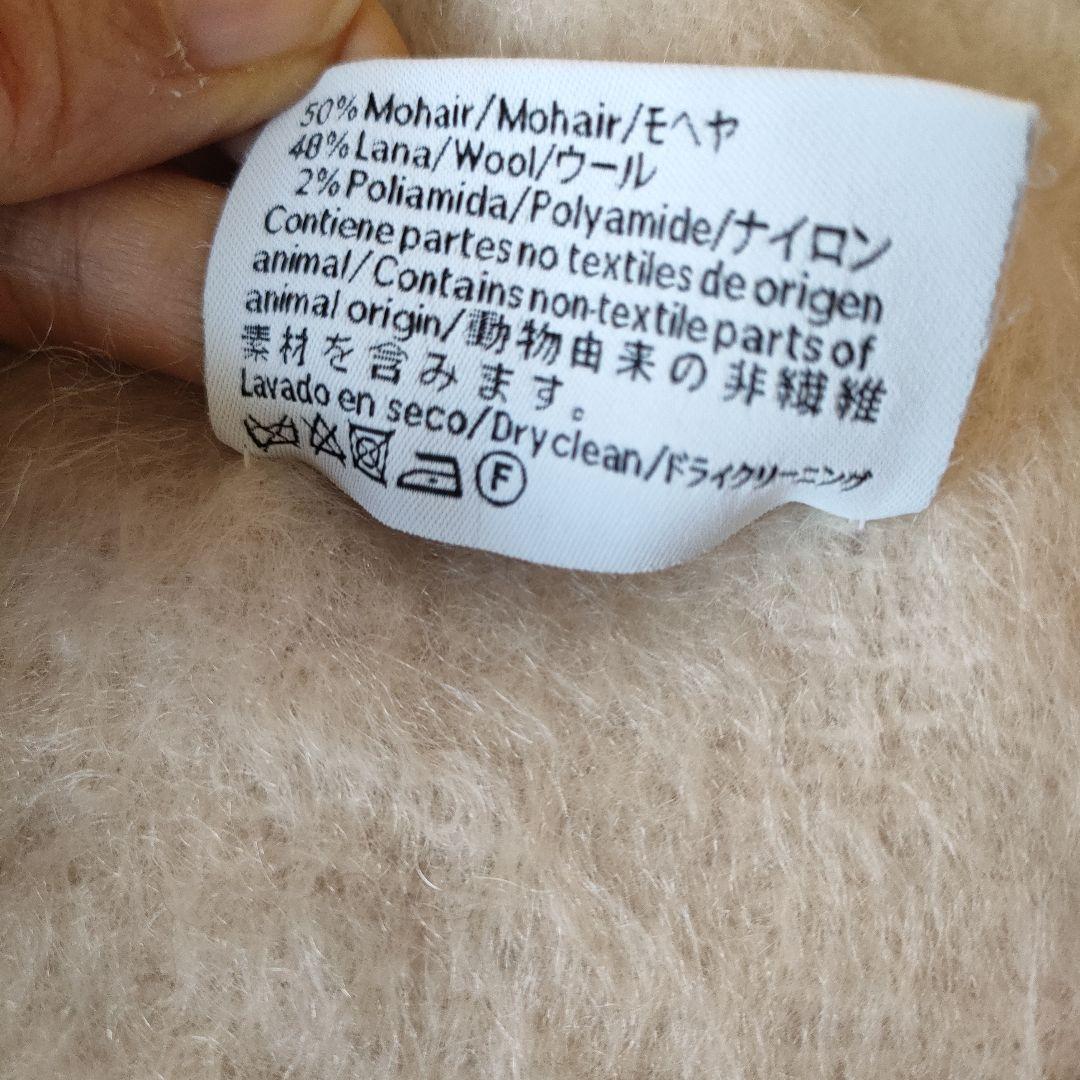 50% Mohair/Mohair/モヘヤ
48% Lana/Wool/ウール
2% Poliamida/Polyamide/ナイロン
Contiene partes no textiles de origen
animal/Contains non-textile parts of
animal origin/動物由来の非繊維
素材を含みます。
Lavado en seco/Dry clean/ドライクリーニング
F